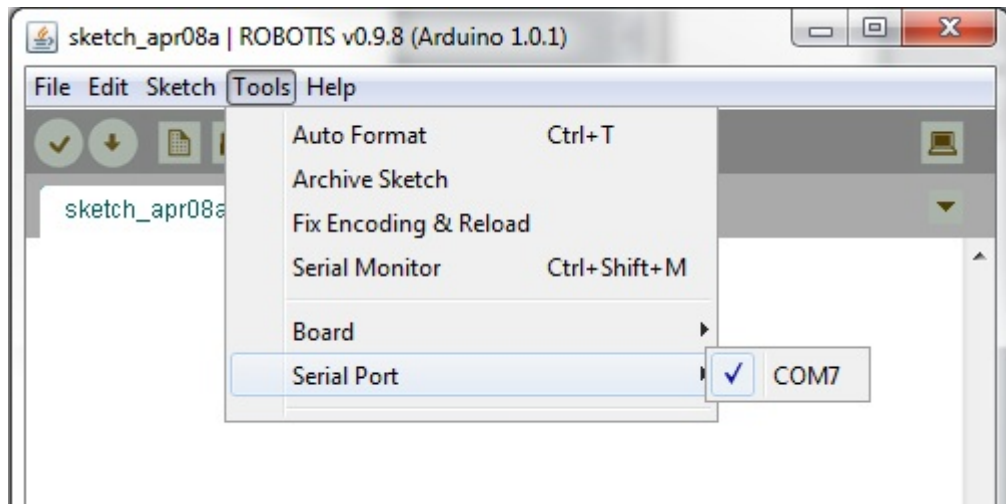 sketch_apr08a | ROBOTIS v0.9.8 (Arduino 1.0.1)
File Edit Sketch Tools Help
sketch_apr08a
Auto Format Ctrl+T
Archive Sketch
Fix Encoding & Reload
Serial Monitor Ctrl+Shift+M
Board
Serial Port
COM7